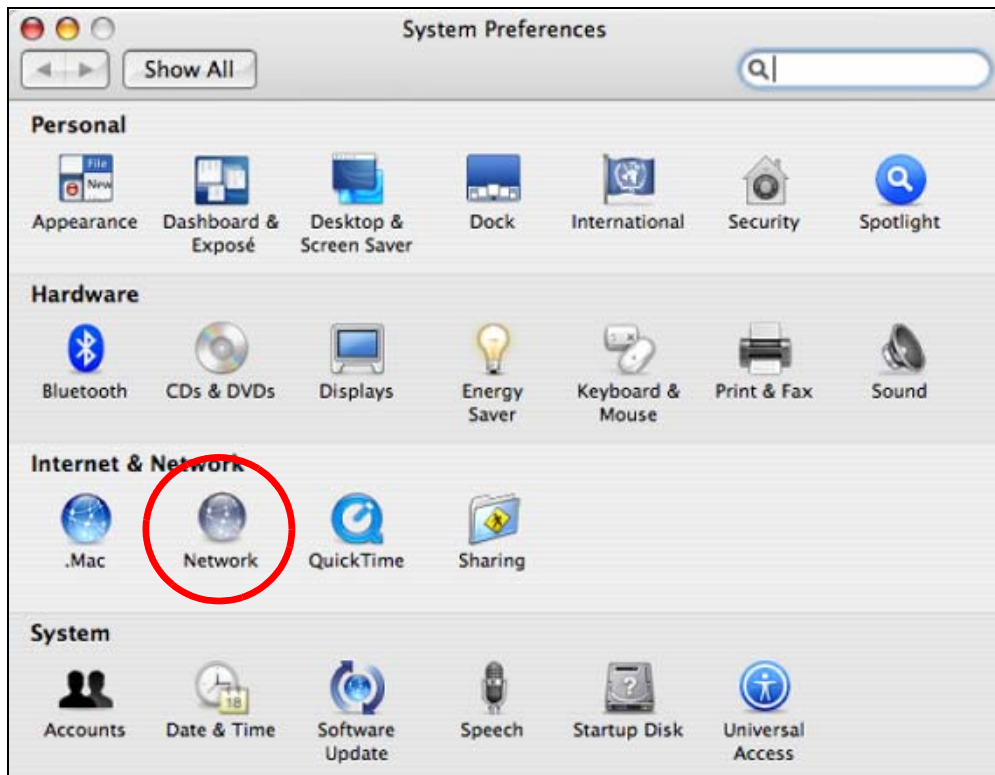 System Preferences
Show All
Personal
File
New
Appearance
Dashboard &
Exposé
Desktop &
Screen Saver
Dock
International
Security
Spotlight
Hardware
Bluetooth
CDs & DVDs
Displays
Energy
Saver
Keyboard &
Mouse
Print & Fax
Sound
Internet & Network
.Mac
Network
QuickTime
Sharing
System
18
?
Accounts
Date & Time
Software
Update
Speech
Startup Disk
Universal
Access